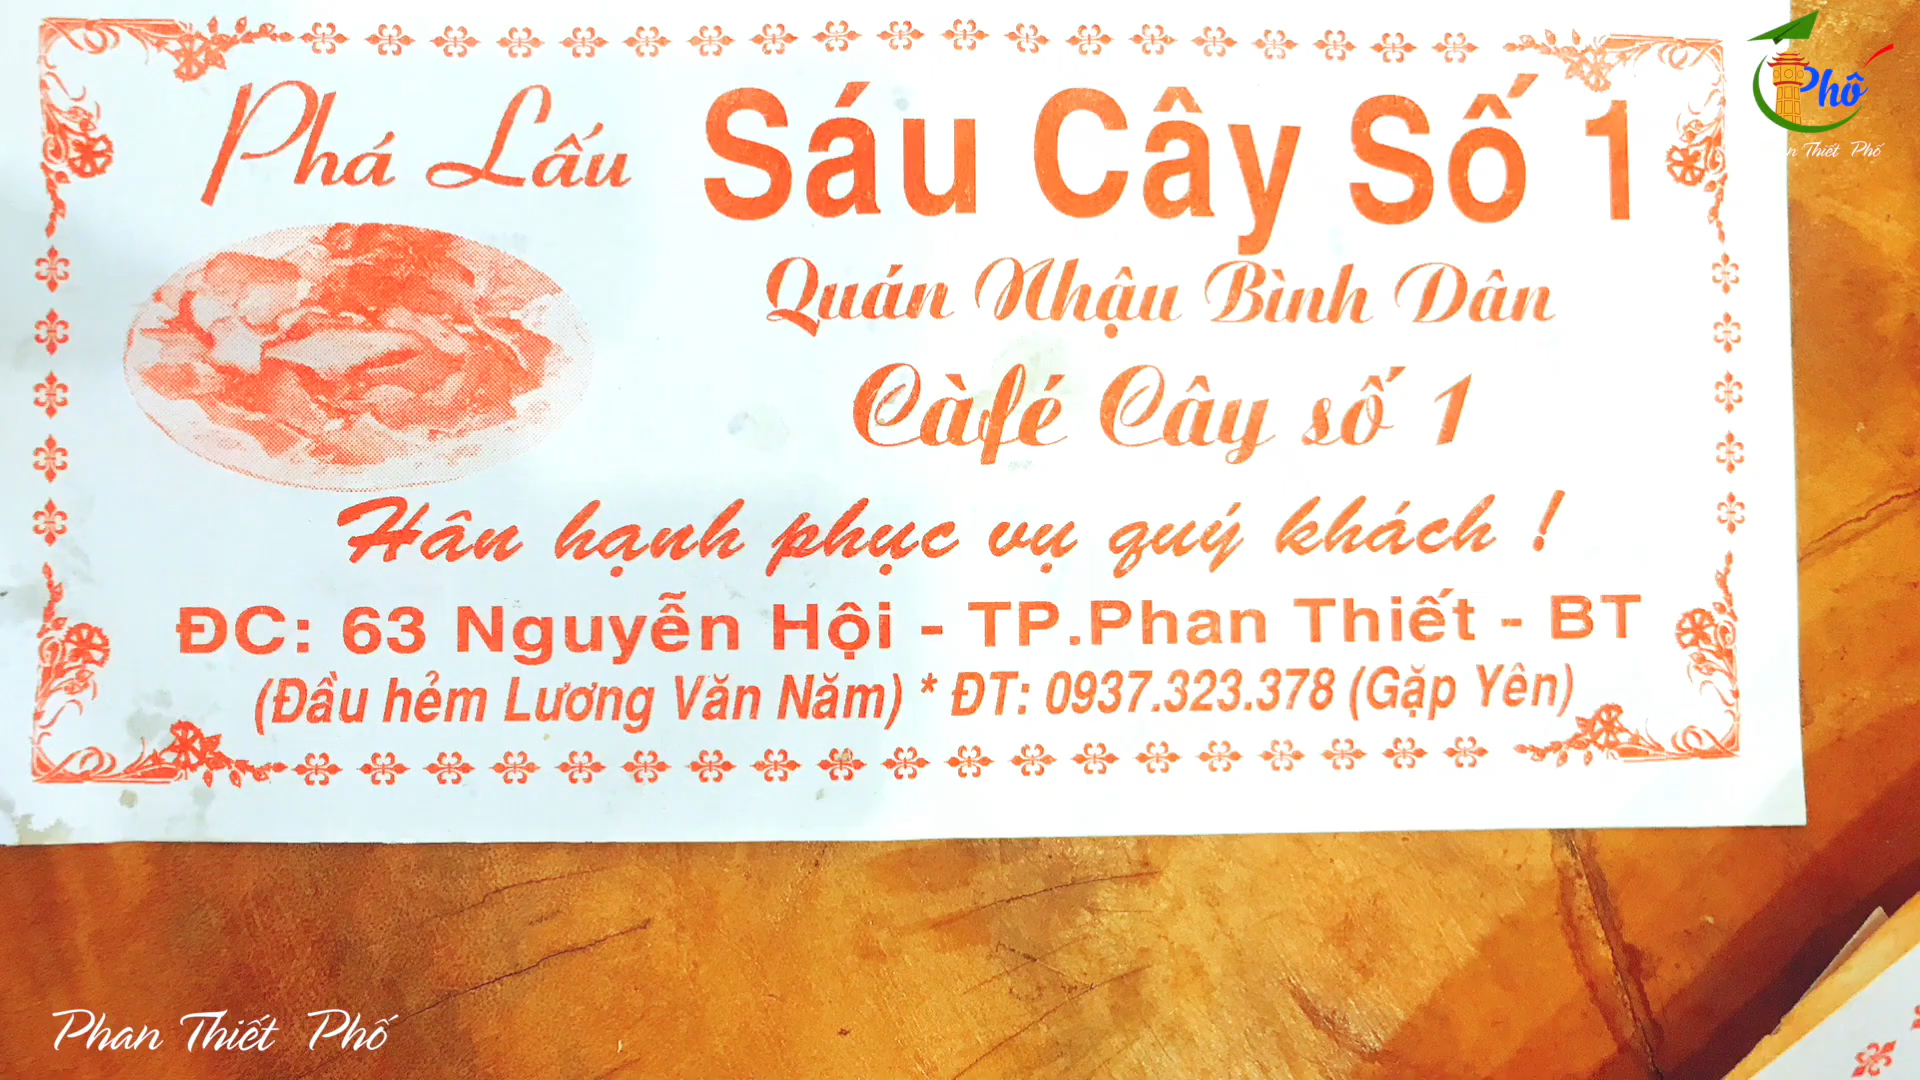 Phá Lấu Sáu Cây Số 1
Quán Nhậu Bình Dân
Càfé Cây số 1
Hân hạnh phục vụ quý khách !
ĐC: 63 Nguyễn Hội - TP.Phan Thiết - BT
(Đầu hẻm Lương Văn Năm) * ĐT: 0937.323.378 (Gặp Yên)
Phố
Thiết Phố
Phan Thiết Phố